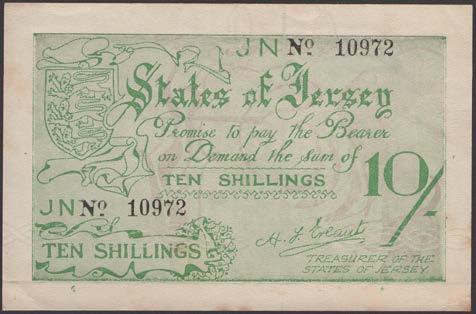 JN No 10972
States of Jersey
Promise to pay the Bearer
on Demand the sum of
TEN SHILLINGS
10/-
JN No 10972
TEN SHILLINGS
H. F. Ereaut
TREASURER OF THE
STATES OF JERSEY.